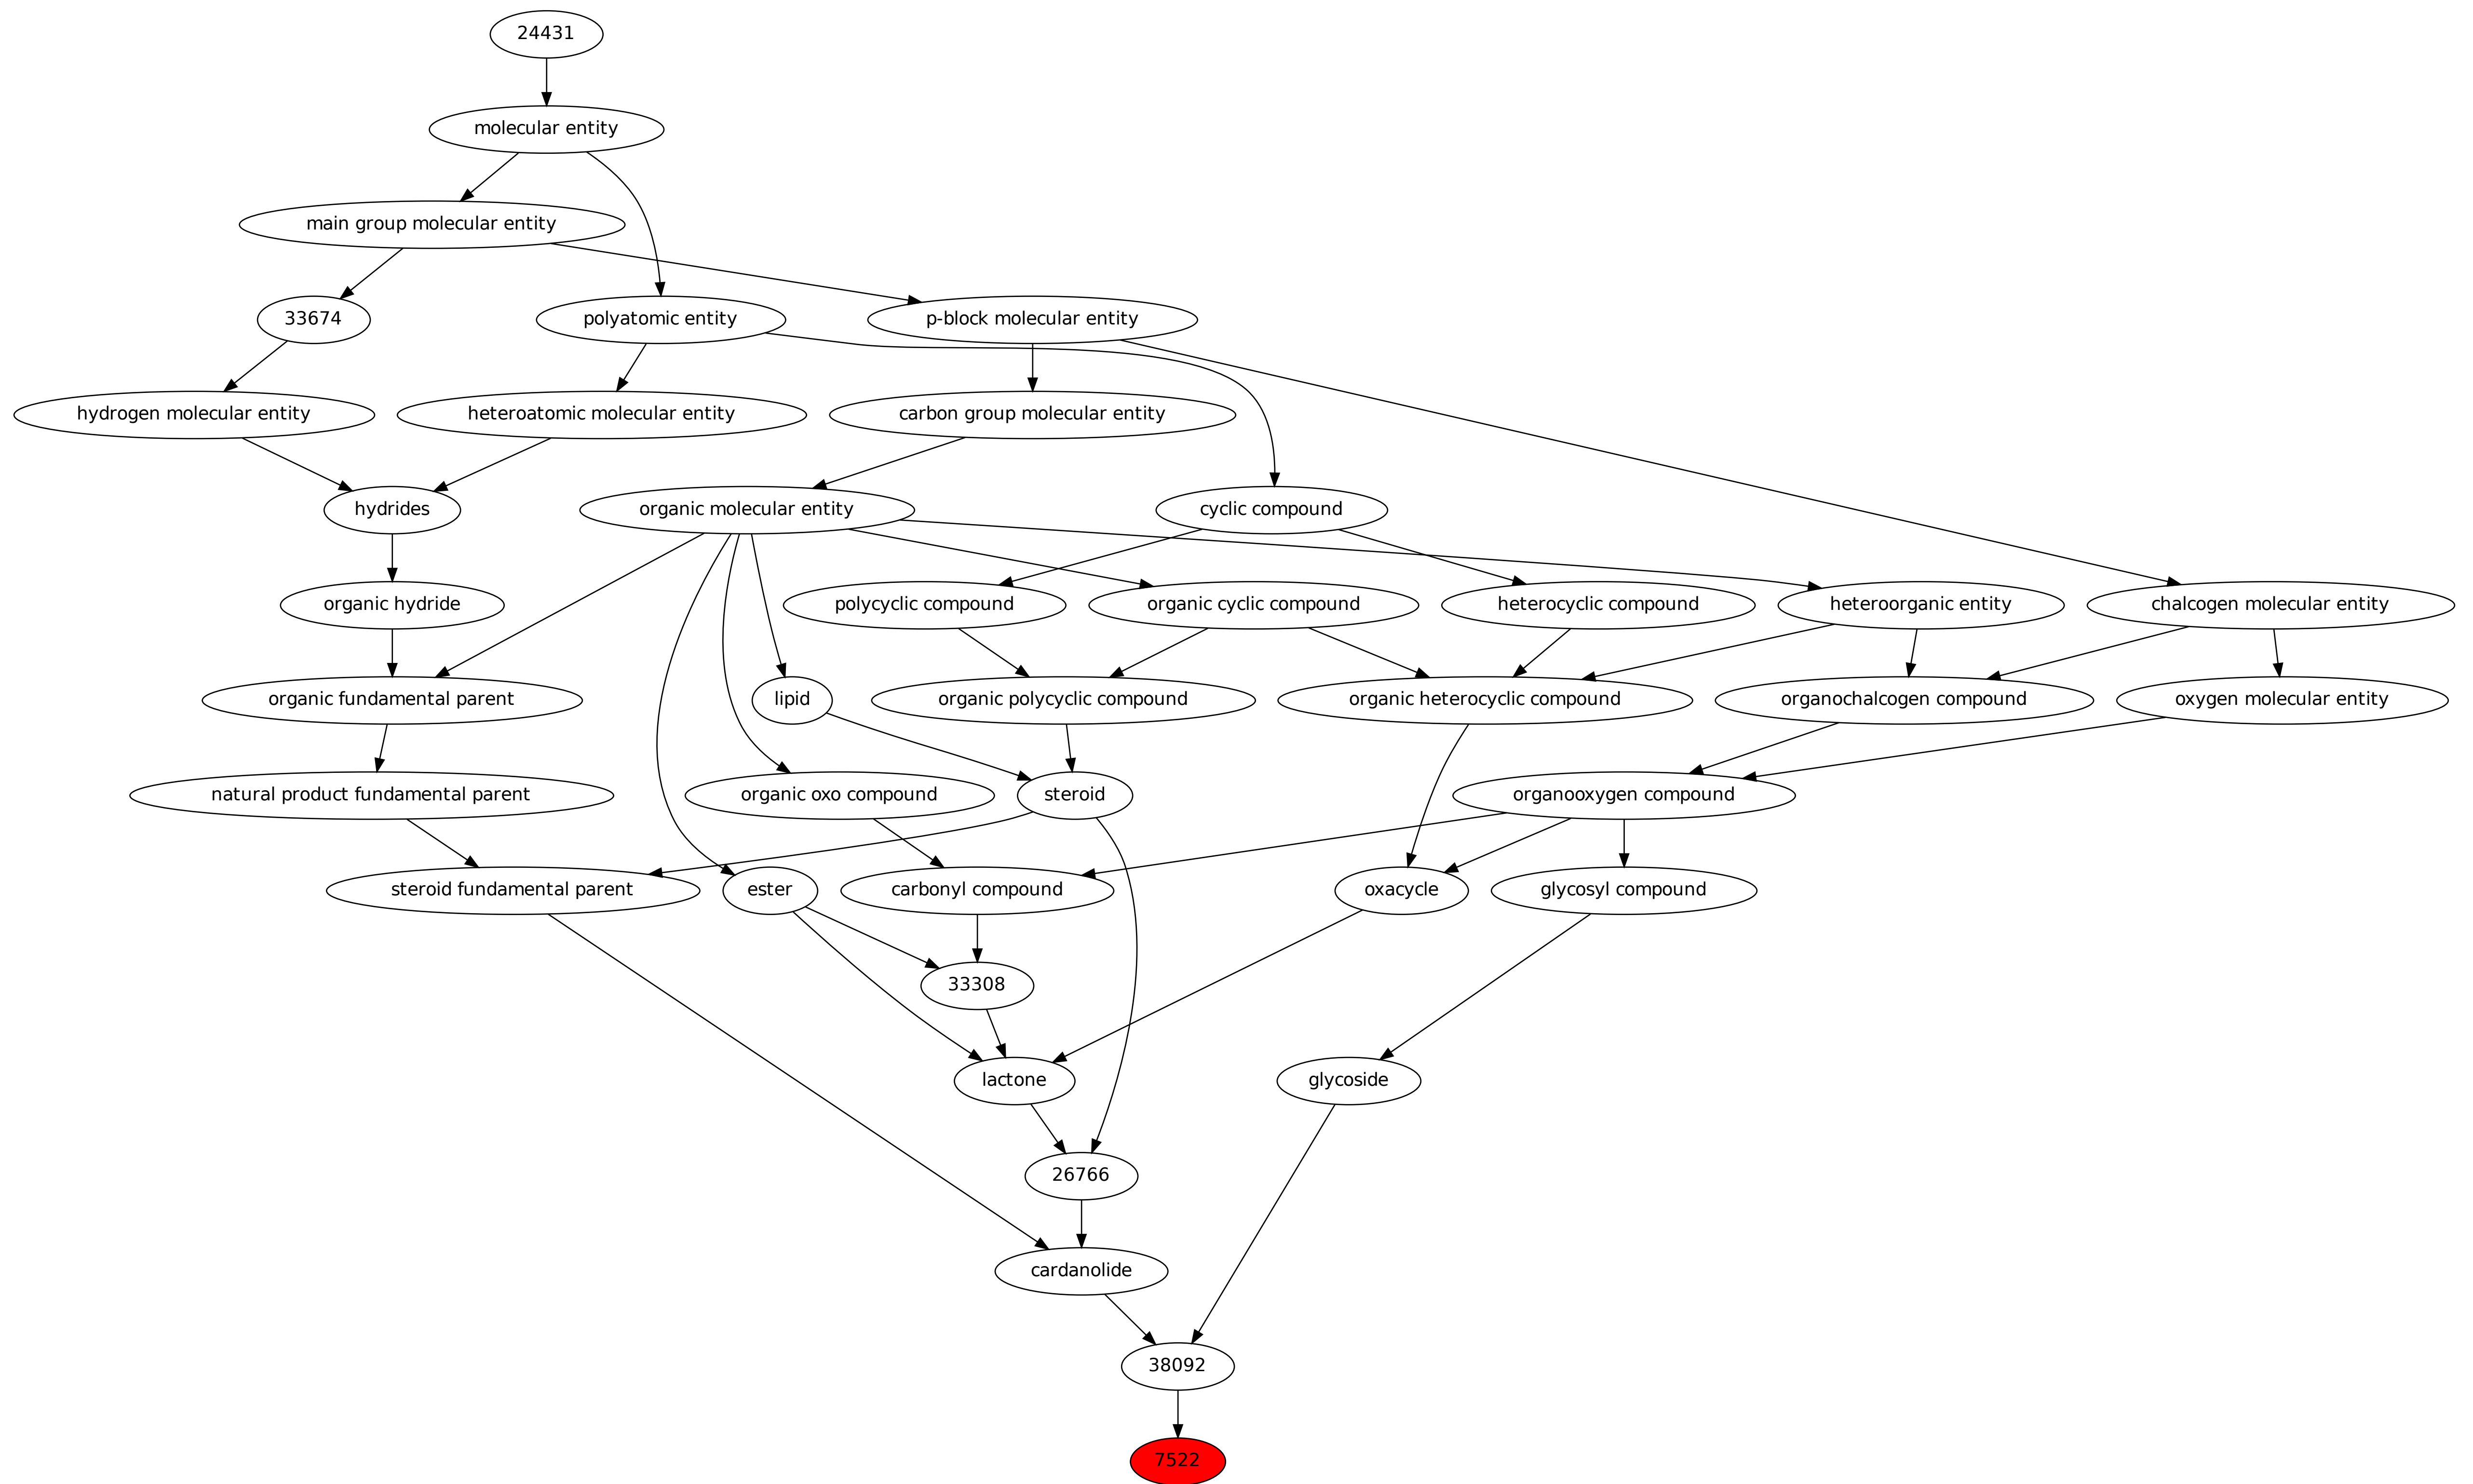 24431
molecular entity
main group molecular entity
33674
polyatomic entity
p-block molecular entity
hydrogen molecular entity
heteroatomic molecular entity
carbon group molecular entity
hydrides
organic molecular entity
cyclic compound
organic hydride
polycyclic compound
organic cyclic compound
heterocyclic compound
heteroorganic entity
chalcogen molecular entity
organic fundamental parent
lipid
organic polycyclic compound
organic heterocyclic compound
organochalcogen compound
oxygen molecular entity
natural product fundamental parent
organic oxo compound
steroid
organooxygen compound
steroid fundamental parent
ester
carbonyl compound
oxacycle
glycosyl compound
33308
lactone
glycoside
26766
cardanolide
38092
7522